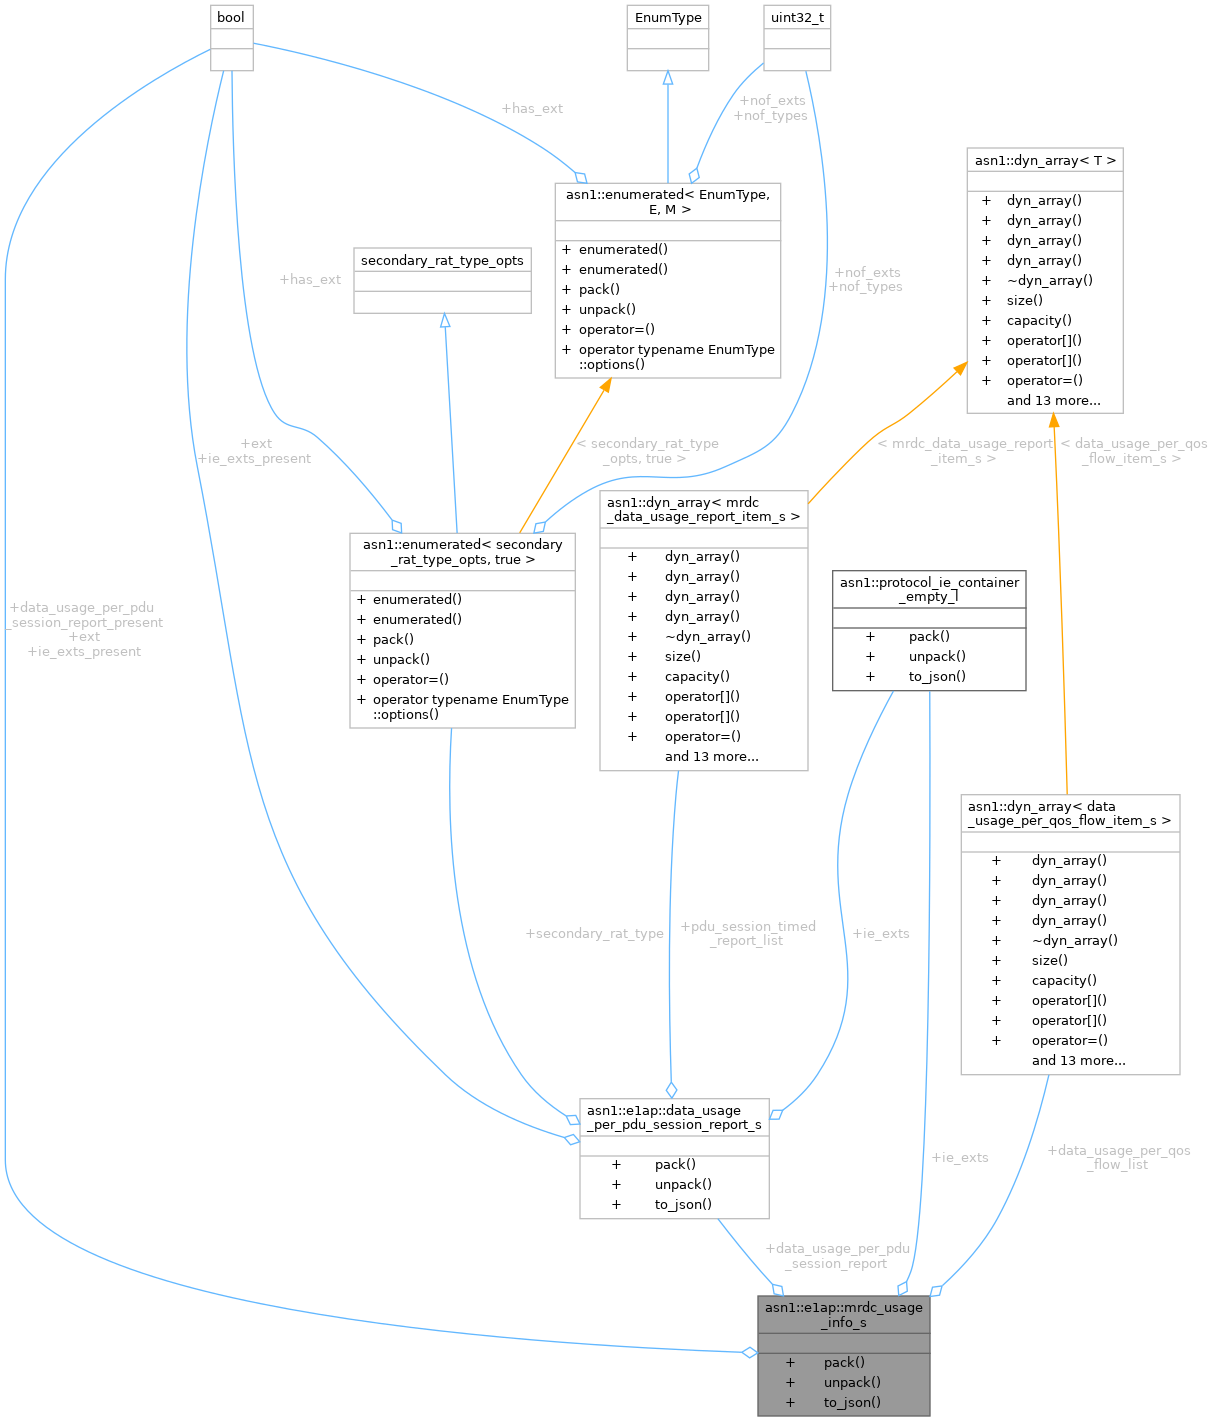 bool
EnumType
uint32_t
+nof_exts
+nof_types
+has_ext
asn1::dyn_array< T >
+ dyn_array()
+ dyn_array()
+ dyn_array()
+ dyn_array()
+ ~dyn_array()
+ size()
+ capacity()
+ operator[]()
+ operator[]()
+ operator=()
and 13 more...
asn1::enumerated< EnumType,
E, M >
+ enumerated()
+ enumerated()
+ pack()
+ unpack()
+ operator=()
+ operator typename EnumType
::options()
secondary_rat_type_opts
+has_ext
+nof_exts
+nof_types
+ext
+ie_exts_present
< secondary_rat_type
_opts, true >
< mrdc_data_usage_report
_item_s >
< data_usage_per_qos
_flow_item_s >
asn1::dyn_array< mrdc
_data_usage_report_item_s >
+ dyn_array()
+ dyn_array()
+ dyn_array()
+ dyn_array()
+ ~dyn_array()
+ size()
+ capacity()
+ operator[]()
+ operator[]()
+ operator=()
and 13 more...
asn1::enumerated< secondary
_rat_type_opts, true >
+ enumerated()
+ enumerated()
+ pack()
+ unpack()
+ operator=()
+ operator typename EnumType
::options()
asn1::protocol_ie_container
_empty_l
+ pack()
+ unpack()
+ to_json()
+data_usage_per_pdu
_session_report_present
+ext
+ie_exts_present
asn1::dyn_array< data
_usage_per_qos_flow_item_s >
+ dyn_array()
+ dyn_array()
+ dyn_array()
+ dyn_array()
+ ~dyn_array()
+ size()
+ capacity()
+ operator[]()
+ operator[]()
+ operator=()
and 13 more...
+secondary_rat_type
+pdu_session_timed
_report_list
+ie_exts
asn1::e1ap::data_usage
_per_pdu_session_report_s
+ pack()
+ unpack()
+ to_json()
+ie_exts
+data_usage_per_qos
_flow_list
+data_usage_per_pdu
_session_report
asn1::e1ap::mrdc_usage
_info_s
+ pack()
+ unpack()
+ to_json()